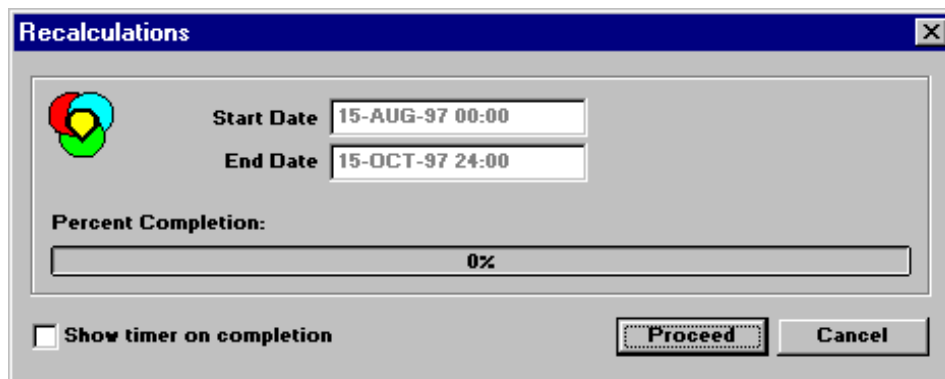 Recalculations
Start Date 15-AUG-97 00:00
End Date 15-OCT-97 24:00
Percent Completion:
0%
Show timer on completion Proceed Cancel